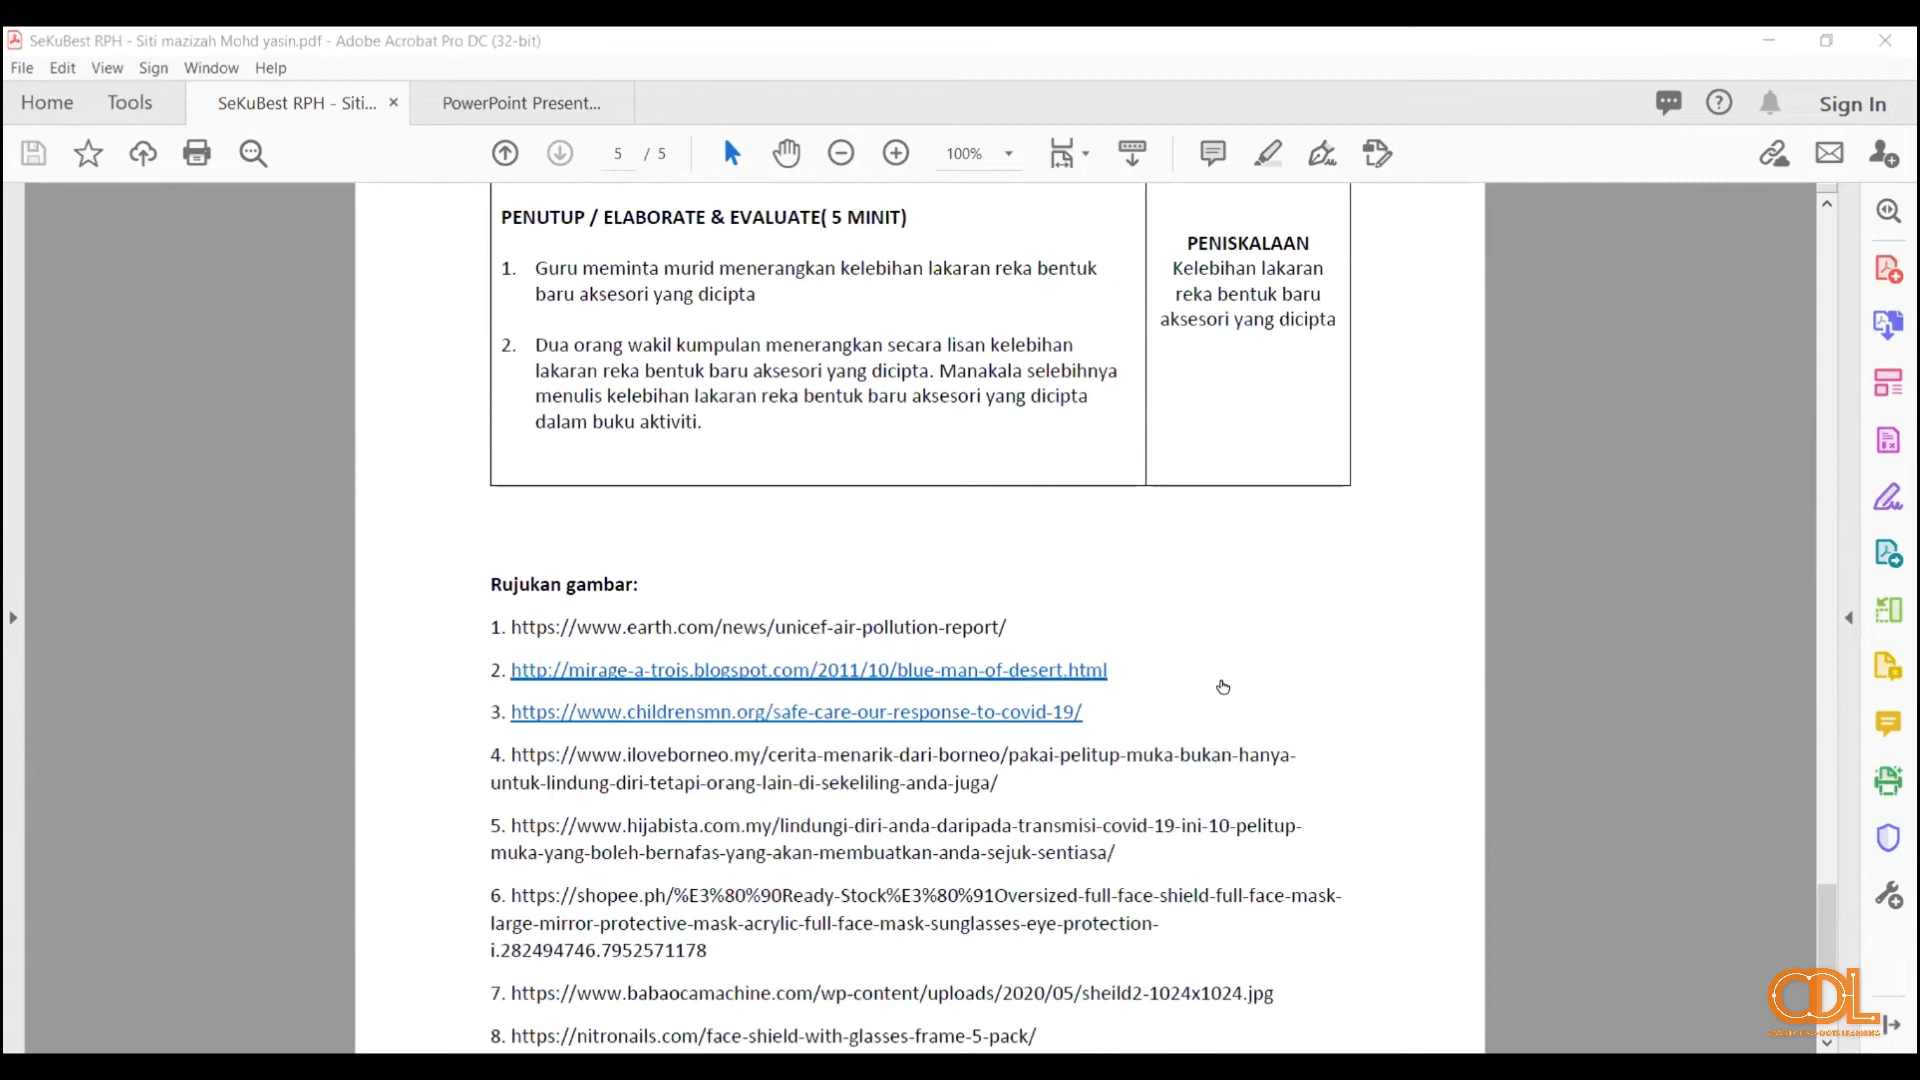 SeKuBest RPH - Siti mazizah Mohd yasin.pdf - Adobe Acrobat Pro DC (32-bit)
File Edit View Sign Window Help
Home Tools SeKuBest RPH - Siti... × PowerPoint Present... Sign In
5 / 5 100%
PENUTUP / ELABORATE & EVALUATE( 5 MINIT)
1. Guru meminta murid menerangkan kelebihan lakaran reka bentuk
baru aksesori yang dicipta
2. Dua orang wakil kumpulan menerangkan secara lisan kelebihan
lakaran reka bentuk baru aksesori yang dicipta. Manakala selebihnya
menulis kelebihan lakaran reka bentuk baru aksesori yang dicipta
dalam buku aktiviti.
PENISKALAAN
Kelebihan lakaran
reka bentuk baru
aksesori yang dicipta
Rujukan gambar:
1. https://www.earth.com/news/unicef-air-pollution-report/
2. http://mirage-a-trois.blogspot.com/2011/10/blue-man-of-desert.html
3. https://www.childrensmn.org/safe-care-our-response-to-covid-19/
4. https://www.iloveborneo.my/cerita-menarik-dari-borneo/pakai-pelitup-muka-bukan-hanya-
untuk-lindung-diri-tetapi-orang-lain-di-sekeliling-anda-juga/
5. https://www.hijabista.com.my/lindungi-diri-anda-daripada-transmisi-covid-19-ini-10-pelitup-
muka-yang-boleh-bernafas-yang-akan-membuatkan-anda-sejuk-sentiasa/
6. https://shopee.ph/%E3%80%90Ready-Stock%E3%80%91Oversized-full-face-shield-full-face-mask-
large-mirror-protective-mask-acrylic-full-face-mask-sunglasses-eye-protection-
i.282494746.7952571178
7. https://www.babaocamachine.com/wp-content/uploads/2020/05/sheild2-1024x1024.jpg
8. https://nitronails.com/face-shield-with-glasses-frame-5-pack/
CDL